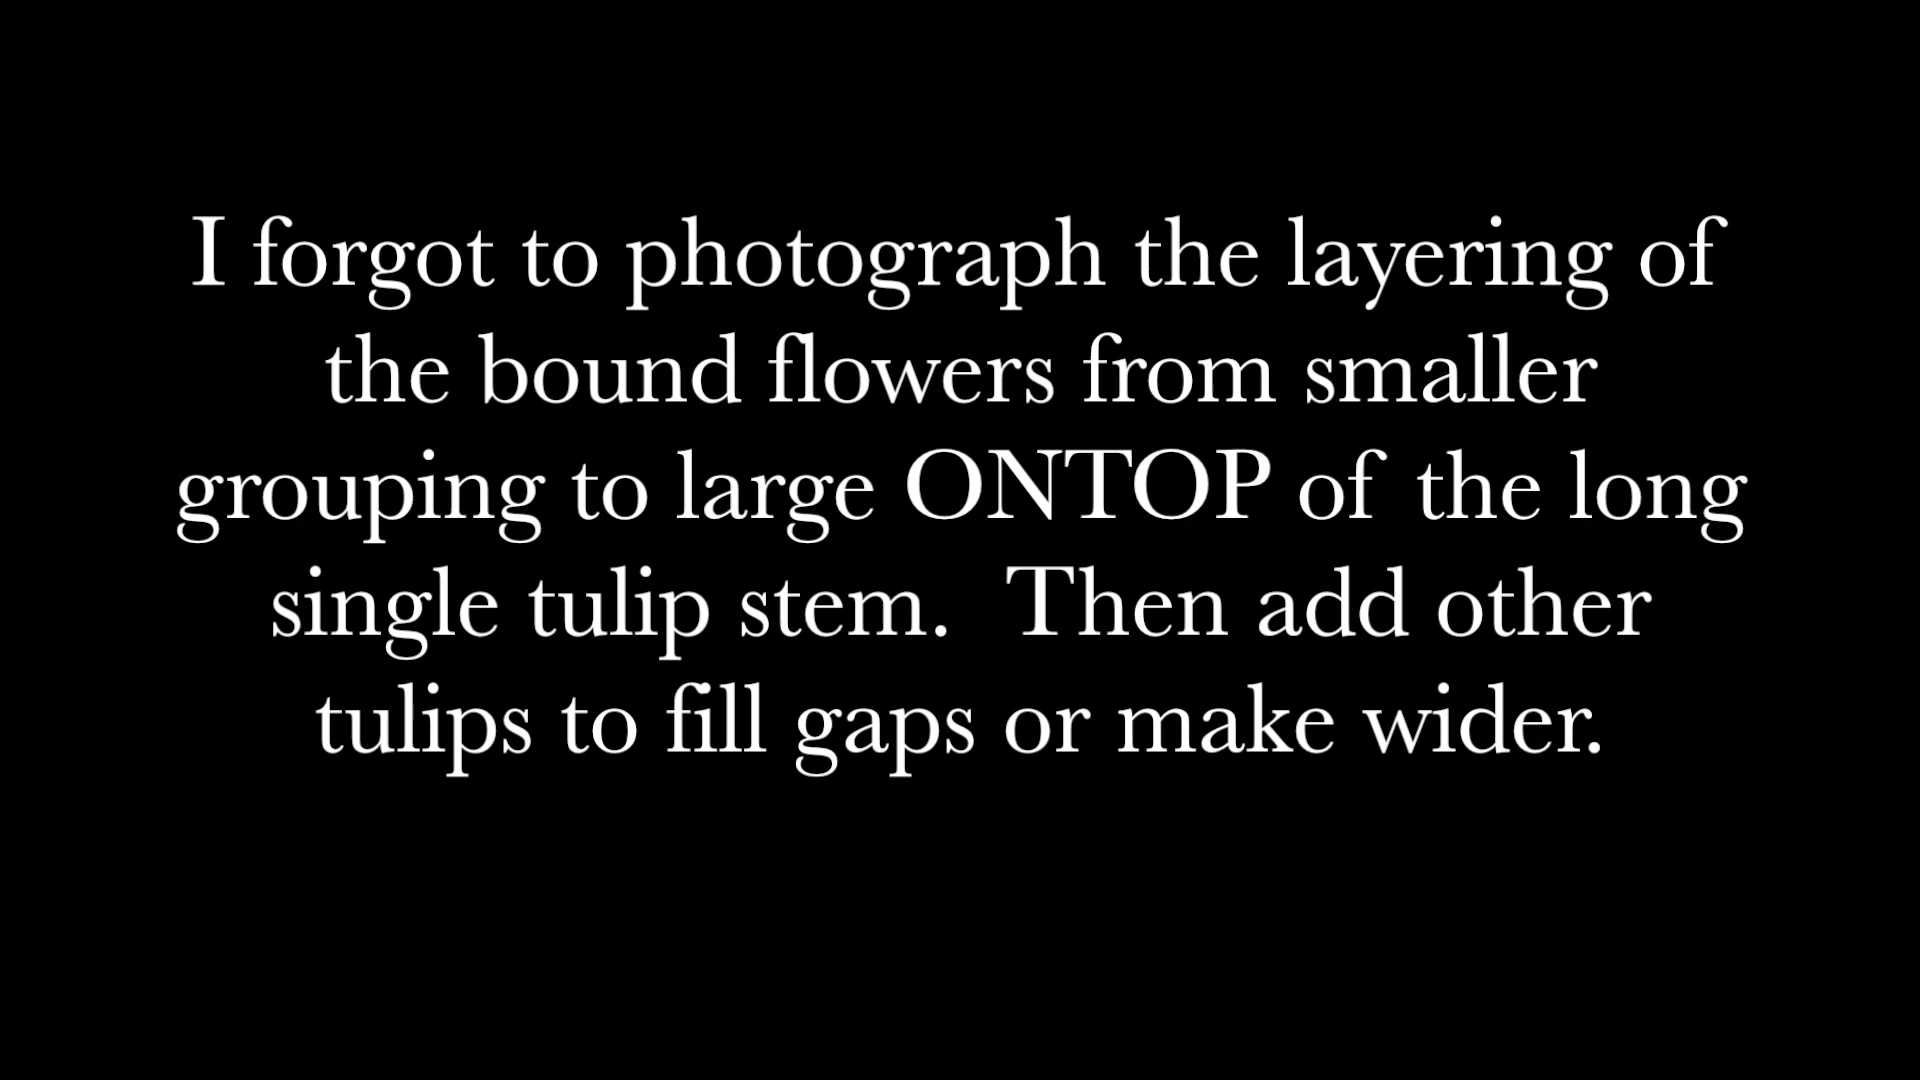 I forgot to photograph the layering of
the bound flowers from smaller
grouping to large ONTOP of the long
single tulip stem. Then add other
tulips to fill gaps or make wider.